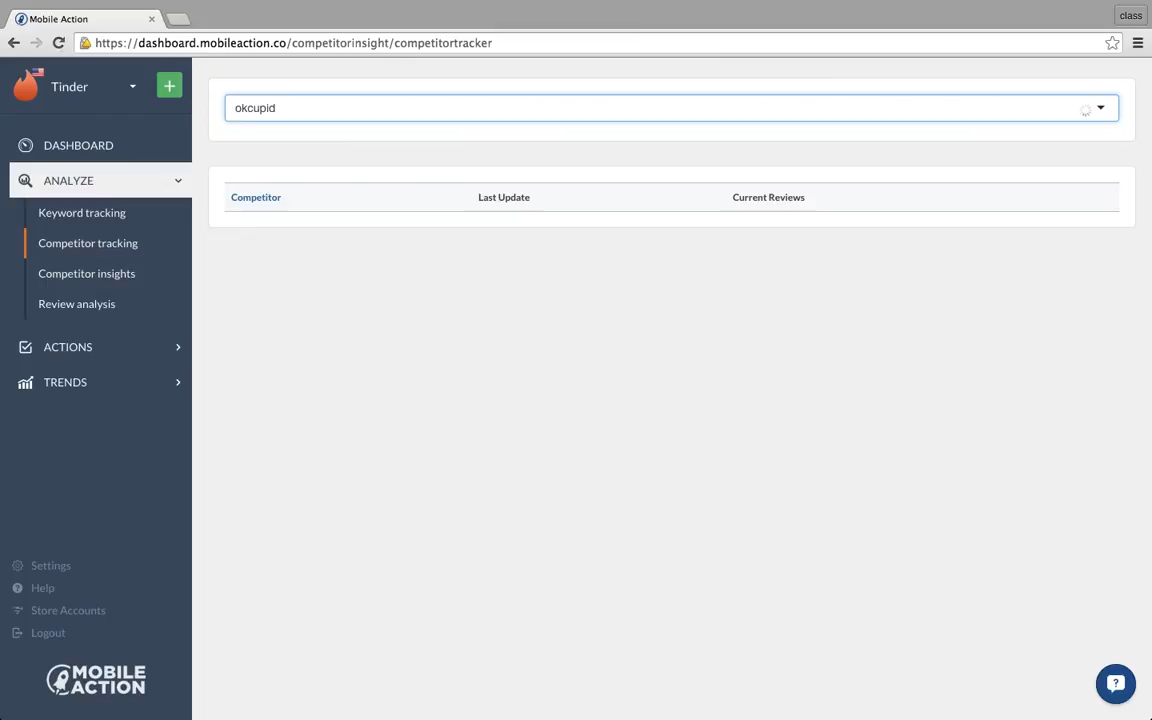 Mobile Action
class
https://dashboard.mobileaction.co/competitorinsight/competitortracker
Tinder
okcupid
DASHBOARD
ANALYZE
Competitor Last Update Current Reviews
Keyword tracking
Competitor tracking
Competitor insights
Review analysis
ACTIONS
TRENDS
Settings
Help
Store Accounts
Logout
MOBILE
ACTION